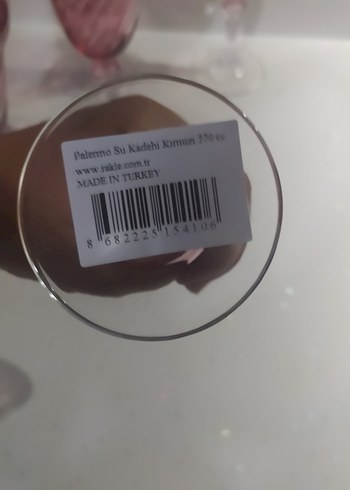 Palermo Su Kadehi Kırmızı 370 cc
www.rakle.com.tr
MADE IN TURKEY
8 682225 154106